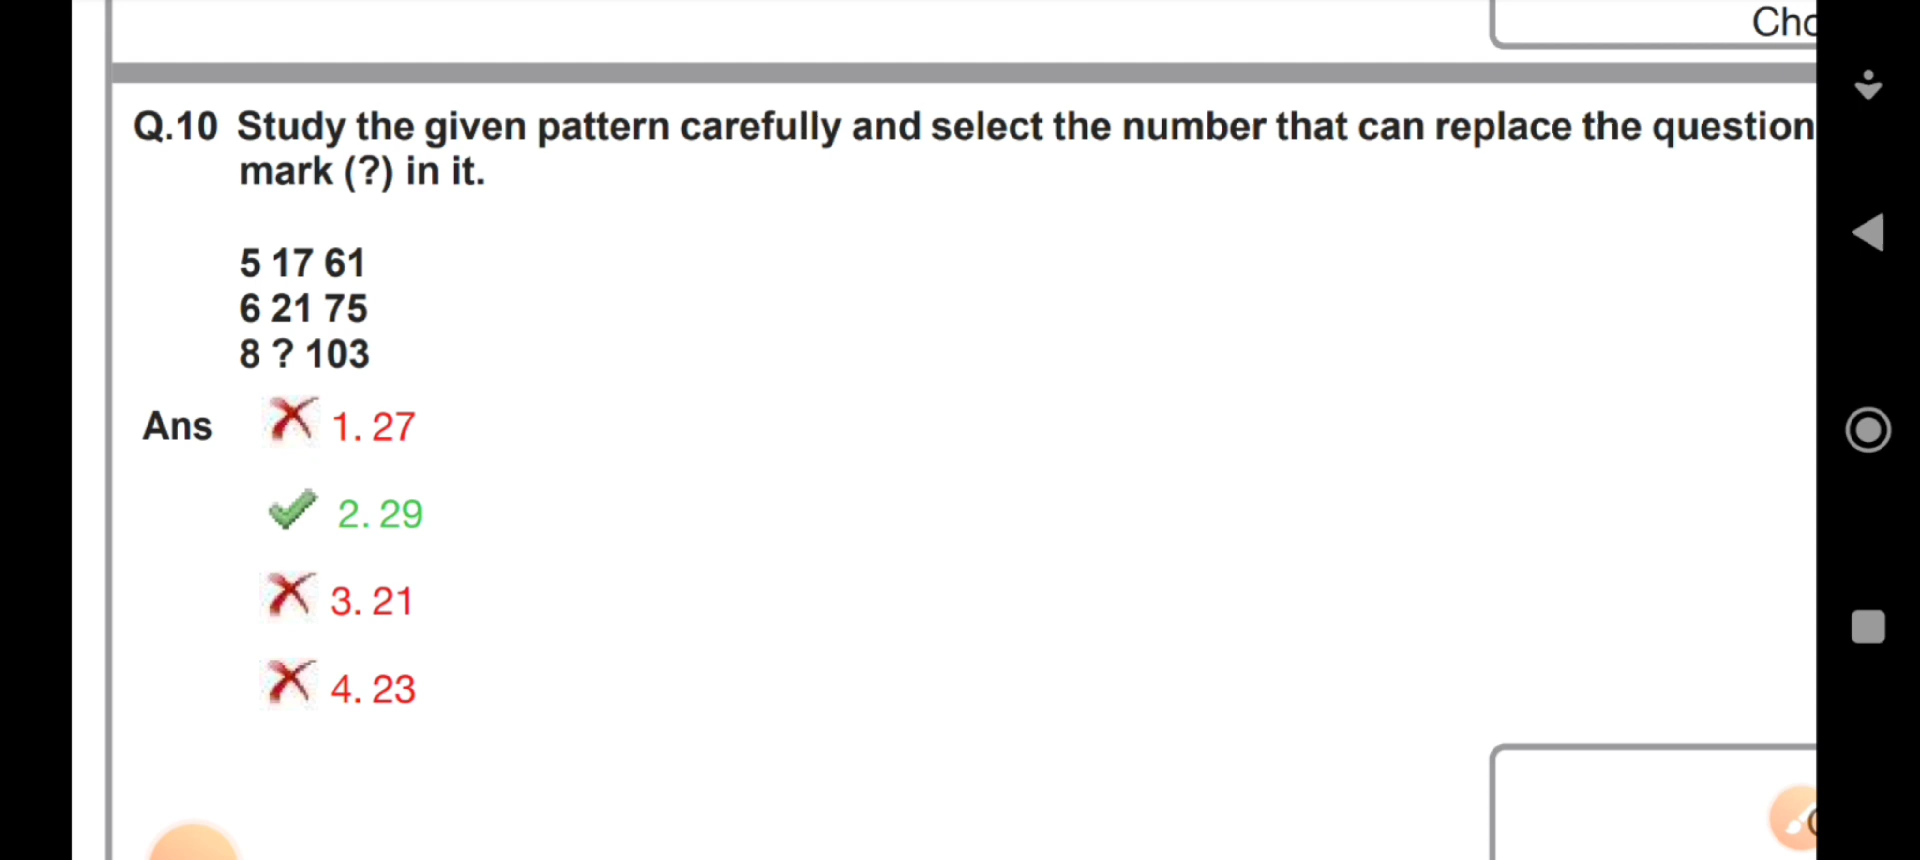 Cho
Q.10 Study the given pattern carefully and select the number that can replace the question
mark (?) in it.
5 17 61
6 21 75
8 ? 103
Ans 1. 27
2. 29
3. 21
4. 23